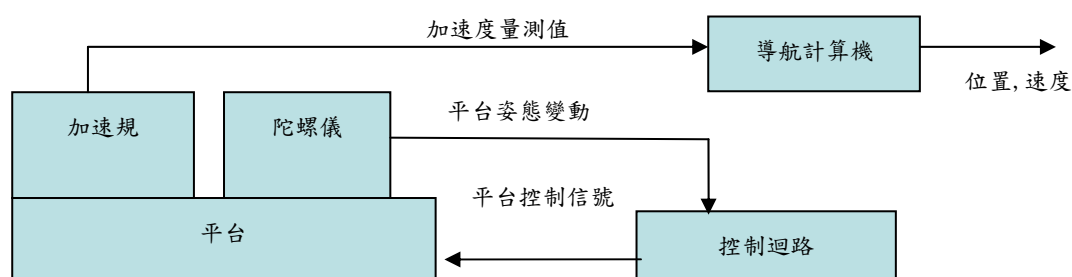 加速度量測值
導航計算機
位置, 速度
加速規
陀螺儀
平台姿態變動
平台控制信號
平台
控制迴路